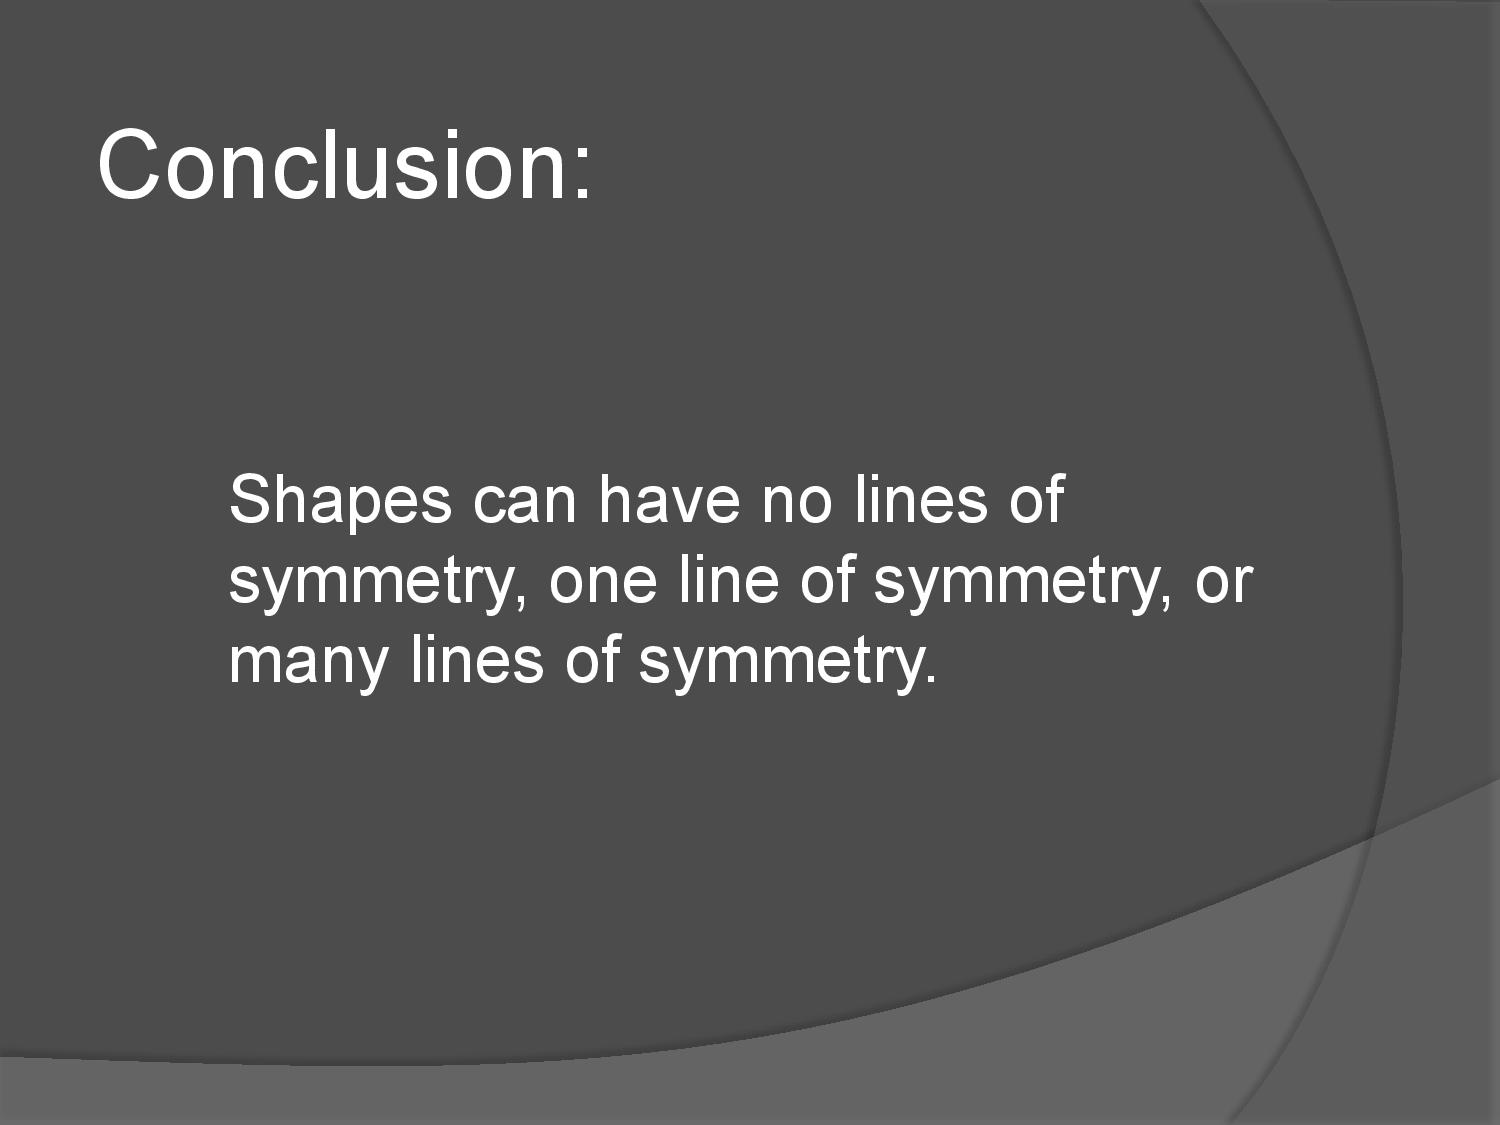 Conclusion:
Shapes can have no lines of
symmetry, one line of symmetry, or
many lines of symmetry.